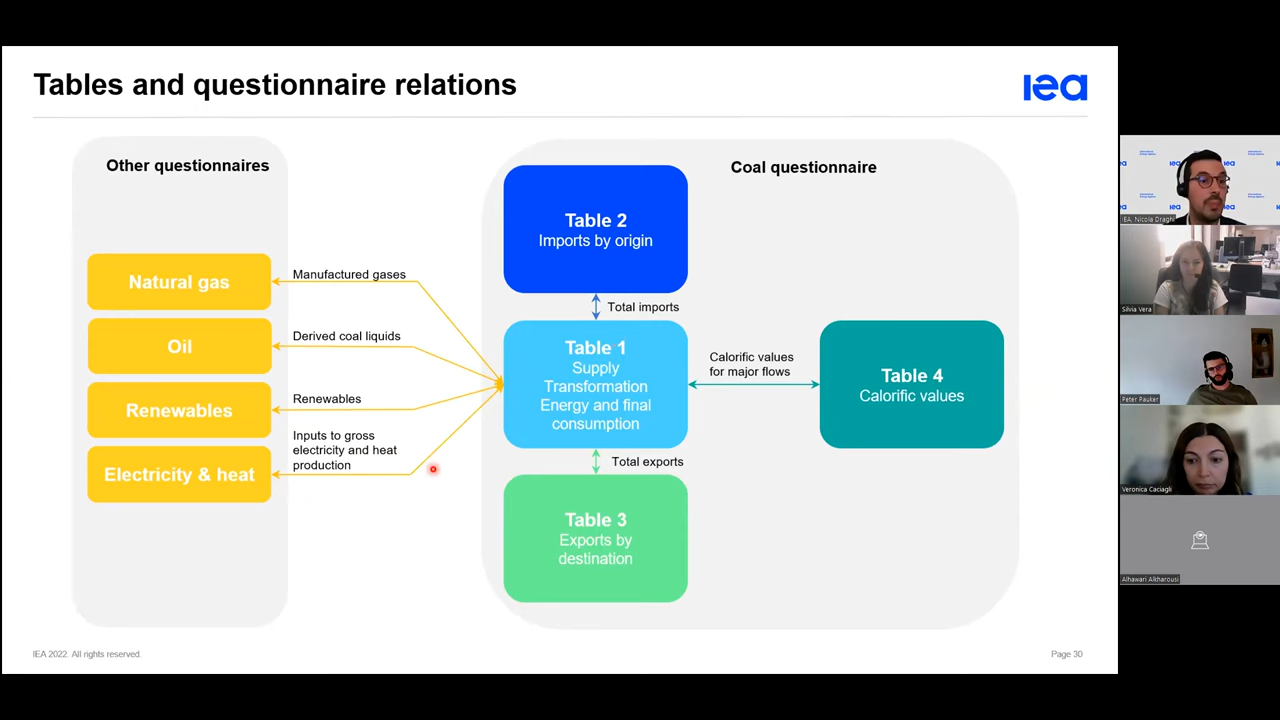 Tables and questionnaire relations
iea
Other questionnaires
Natural gas
Oil
Renewables
Electricity & heat
Manufactured gases
Derived coal liquids
Renewables
Inputs to gross
electricity and heat
production
Coal questionnaire
Table 2
Imports by origin
Total imports
Table 1
Supply
Transformation
Energy and final
consumption
Calorific values
for major flows
Table 4
Calorific values
Total exports
Table 3
Exports by
destination
IEA 2022. All rights reserved.
Page 30
IEA, Nicola Draghi
Silvia Vera
Peter Pauker
Veronica Caciagli
Alhawari Alkharousi